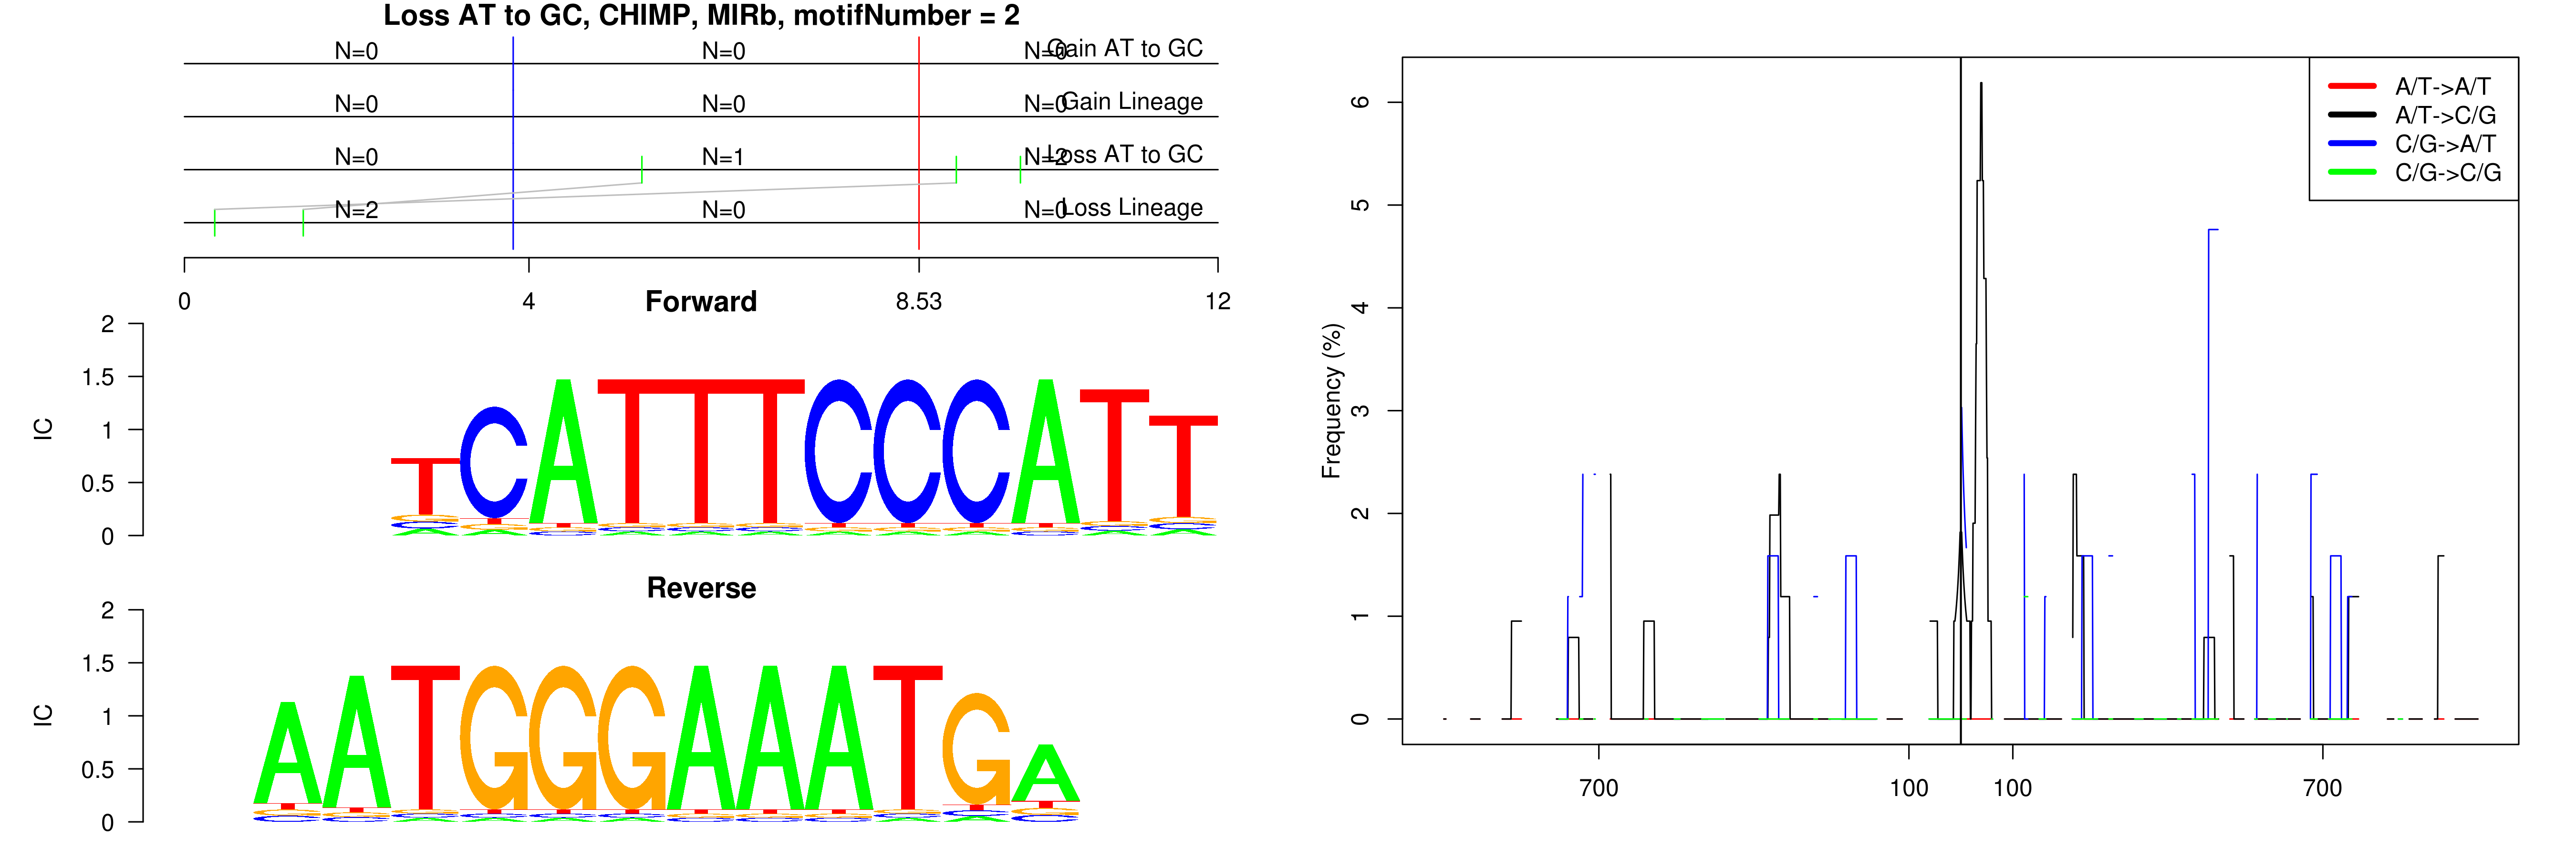 Loss AT to GC, CHIMP, MIRb, motifNumber = 2
N=0 N=0 N=0 Gain AT to GC
N=0 N=0 N=0 Gain Lineage
N=0 N=1 N=2 Loss AT to GC
N=2 N=0 N=0 Loss Lineage
0 4 8.53 12
Forward
IC
2
1.5
1
0.5
0
TCATTTCCCATT
Reverse
IC
2
1.5
1
0.5
0
AATGGGAAATGA
Frequency (%)
6
5
4
3
2
1
0
700 100 100 700
A/T->A/T
A/T->C/G
C/G->A/T
C/G->C/G